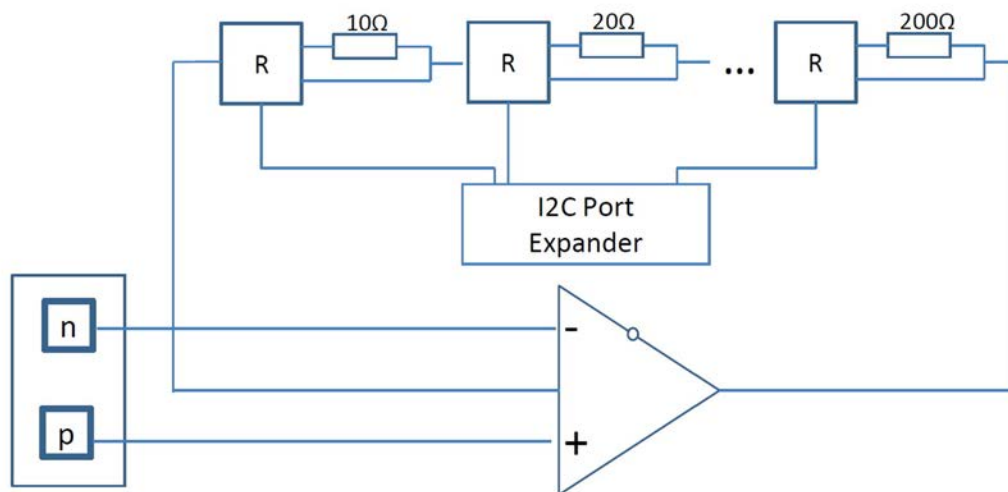 10Ω
20Ω
200Ω
R
R
...
R
I2C Port
Expander
n
-
p
+